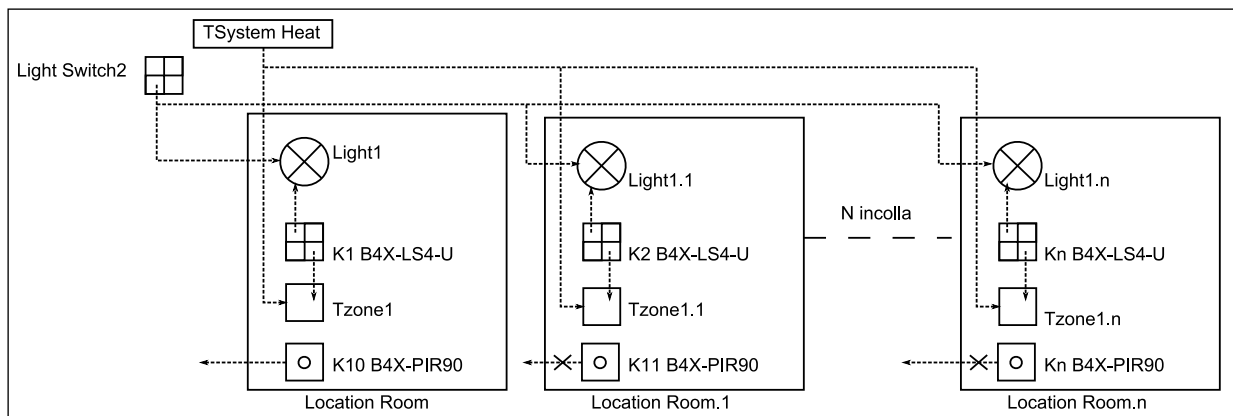 TSystem Heat
Light Switch2
Light1
K1 B4X-LS4-U
Tzone1
K10 B4X-PIR90
Location Room
Light1.1
K2 B4X-LS4-U
Tzone1.1
K11 B4X-PIR90
Location Room.1
N incolla
Light1.n
Kn B4X-LS4-U
Tzone1.n
Kn B4X-PIR90
Location Room.n